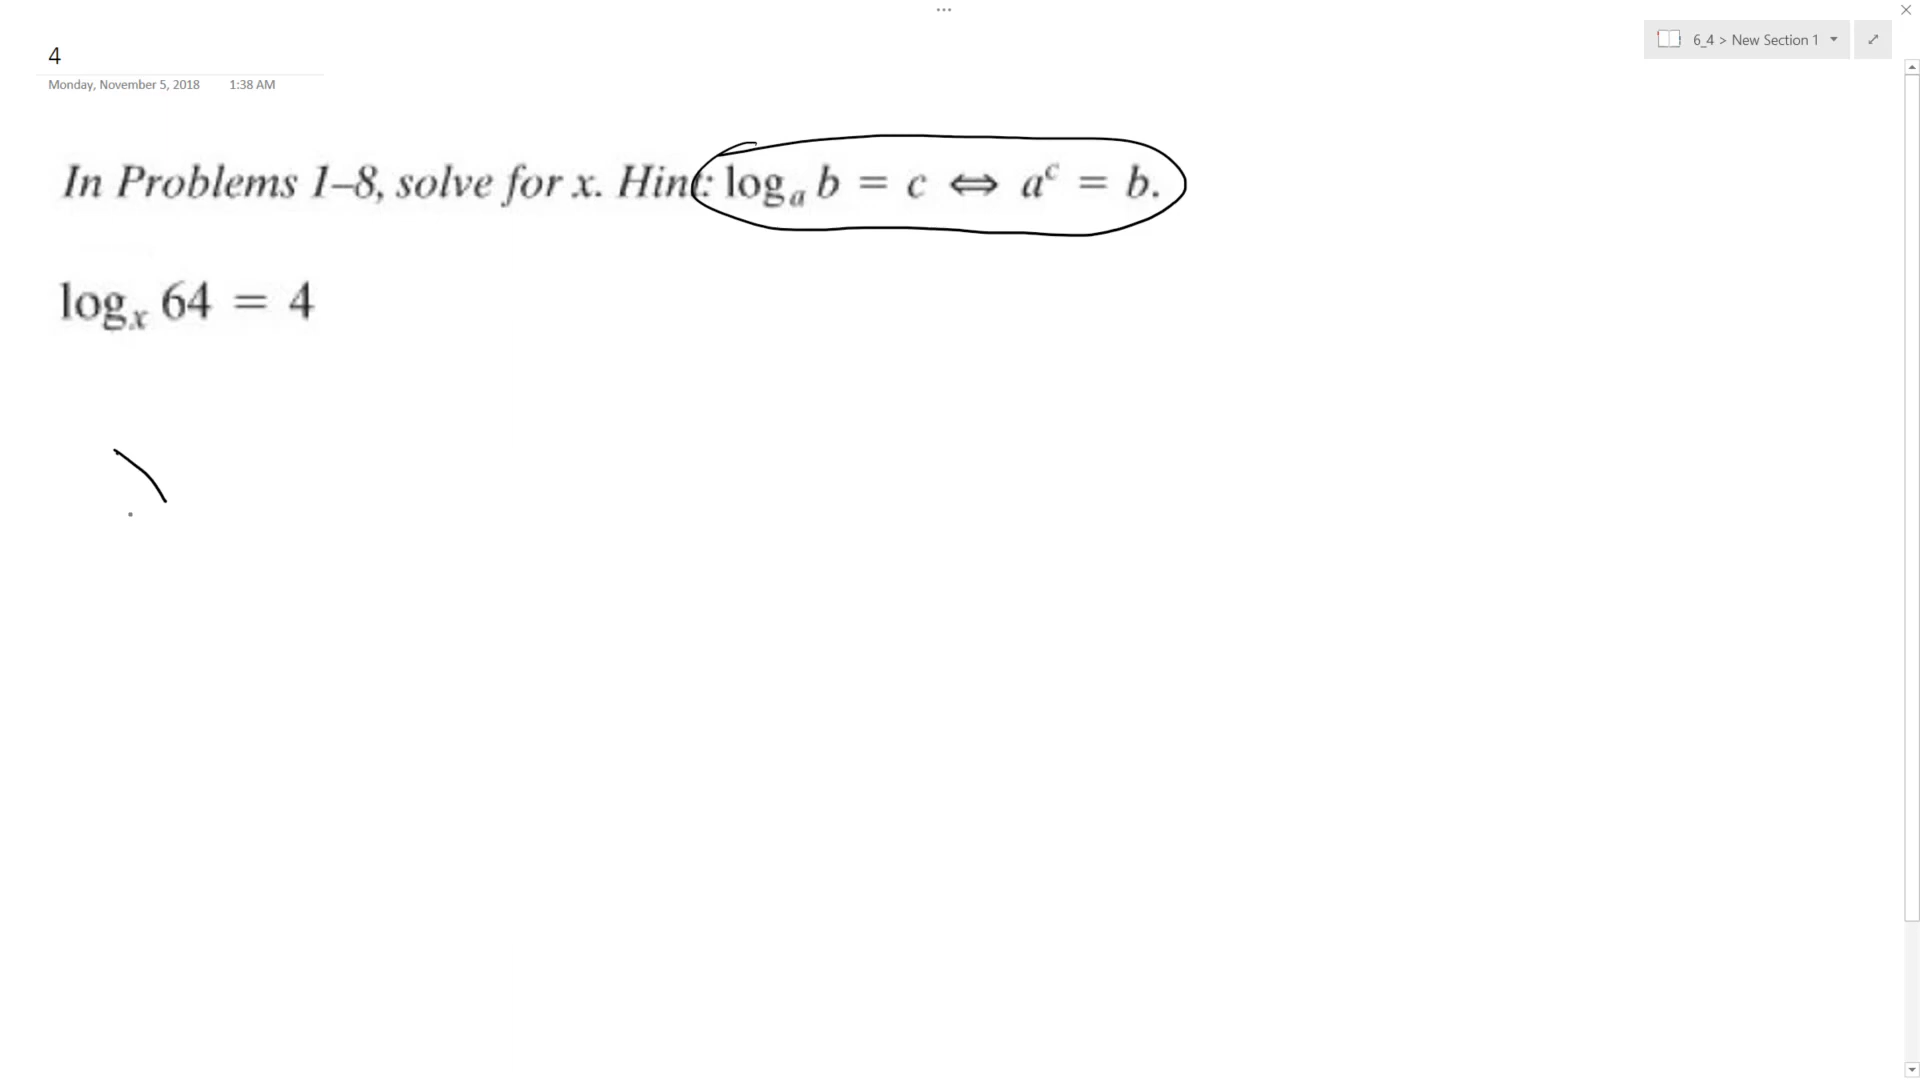 ...
6_4 > New Section 1
4
Monday, November 5, 2018 1:38 AM
In Problems 1–8, solve for x. Hint: logₐ b = c ⇔ aᶜ = b.
logₓ 64 = 4